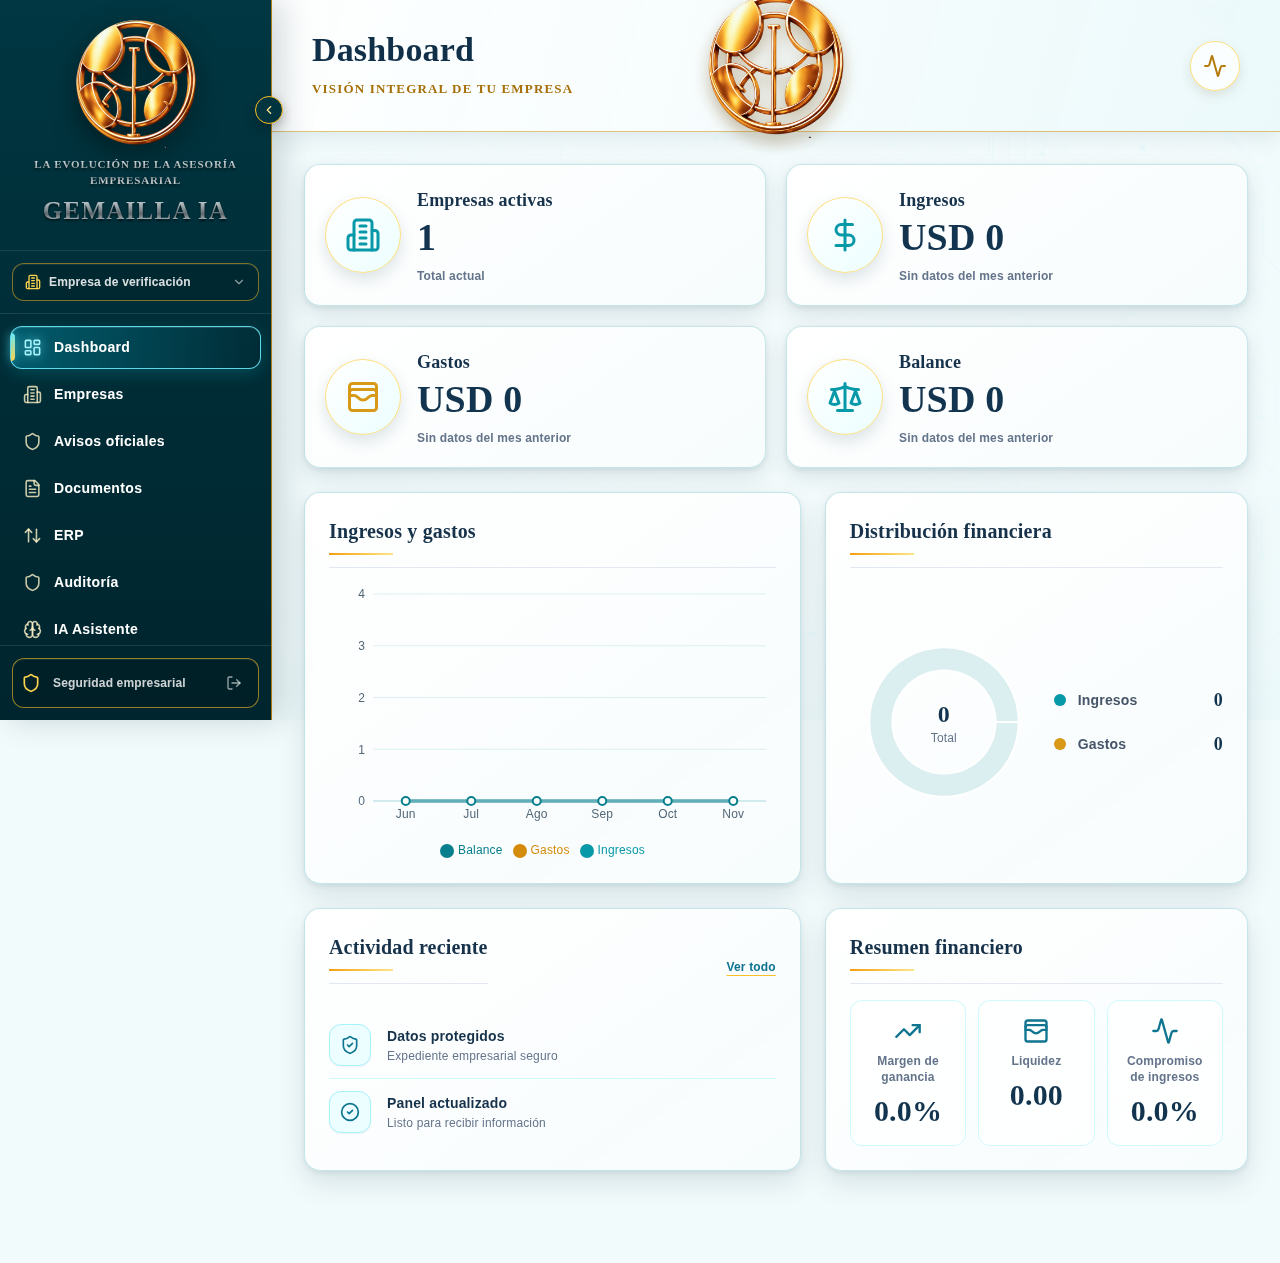 LA EVOLUCIÓN DE LA ASESORÍA
EMPRESARIAL
GEMAILLA IA
Empresa de verificación
Dashboard
Empresas
Avisos oficiales
Documentos
ERP
Auditoría
IA Asistente
Seguridad empresarial
Dashboard
VISIÓN INTEGRAL DE TU EMPRESA
Empresas activas
1
Total actual
Ingresos
USD 0
Sin datos del mes anterior
Gastos
USD 0
Sin datos del mes anterior
Balance
USD 0
Sin datos del mes anterior
Ingresos y gastos
4
3
2
1
0
Jun Jul Ago Sep Oct Nov
Balance Gastos Ingresos
Distribución financiera
0
Total
Ingresos 0
Gastos 0
Actividad reciente
Ver todo
Datos protegidos
Expediente empresarial seguro
Panel actualizado
Listo para recibir información
Resumen financiero
Margen de
ganancia
0.0%
Liquidez
0.00
Compromiso
de ingresos
0.0%